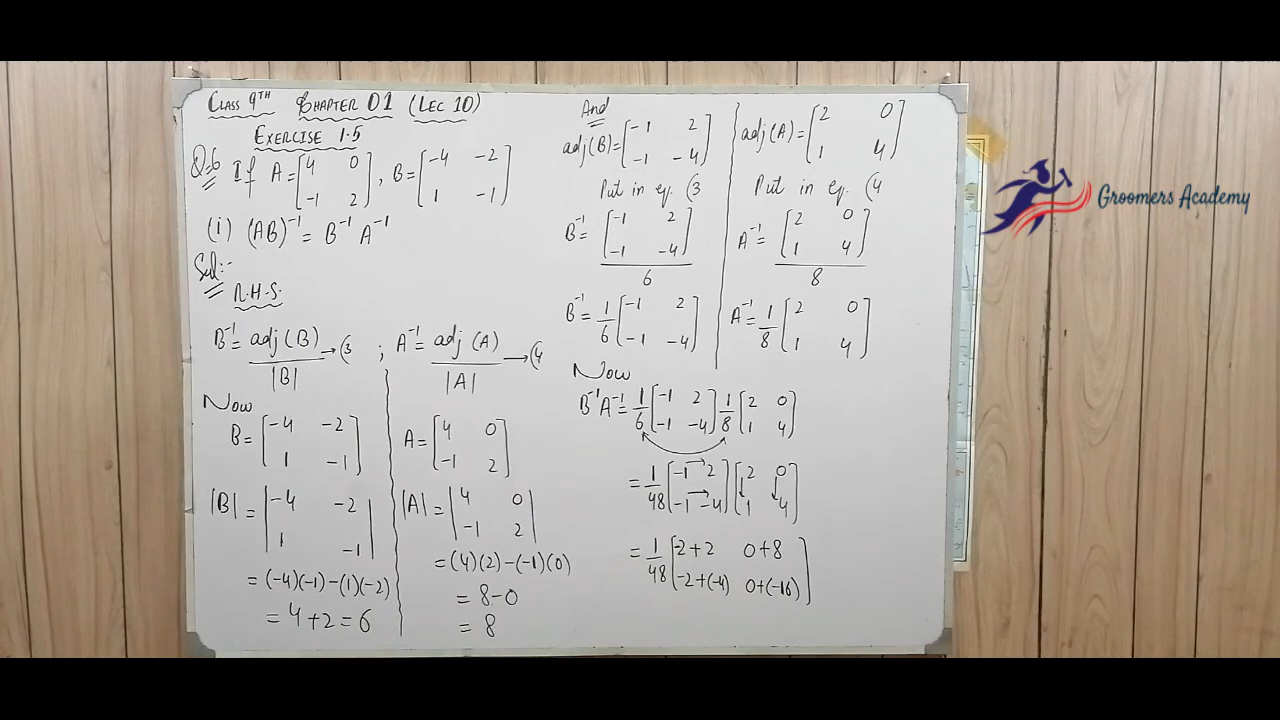 CLASS 9TH CHAPTER 01 (LEC 10)
EXERCISE 1.5
Q:6 If A = [4 0; -1 2], B = [-4 -2; 1 -1]
(i) (AB)⁻¹ = B⁻¹ A⁻¹
Sol:-
R.H.S.
B⁻¹ = adj(B)/|B| → (3 ; A⁻¹ = adj(A)/|A| → (4
Now
B = [-4 -2; 1 -1]
|B| = |-4 -2; 1 -1|
= (-4)(-1) - (1)(-2)
= 4 + 2 = 6
A = [4 0; -1 2]
|A| = |4 0; -1 2|
= (4)(2) - (-1)(0)
= 8 - 0
= 8
And
adj(B) = [-1 2; -1 -4]
Put in eq. (3
B⁻¹ = [-1 2; -1 -4]/6
B⁻¹ = 1/6 [-1 2; -1 -4]
adj(A) = [2 0; 1 4]
Put in eq. (4
A⁻¹ = [2 0; 1 4]/8
A⁻¹ = 1/8 [2 0; 1 4]
Now
B⁻¹A⁻¹ = 1/6 [-1 2; -1 -4] 1/8 [2 0; 1 4]
= 1/48 [-1 2; -1 -4] [2 0; 1 4]
= 1/48 [-2+2 0+8; -2+(-4) 0+(-16)]
Groomers Academy